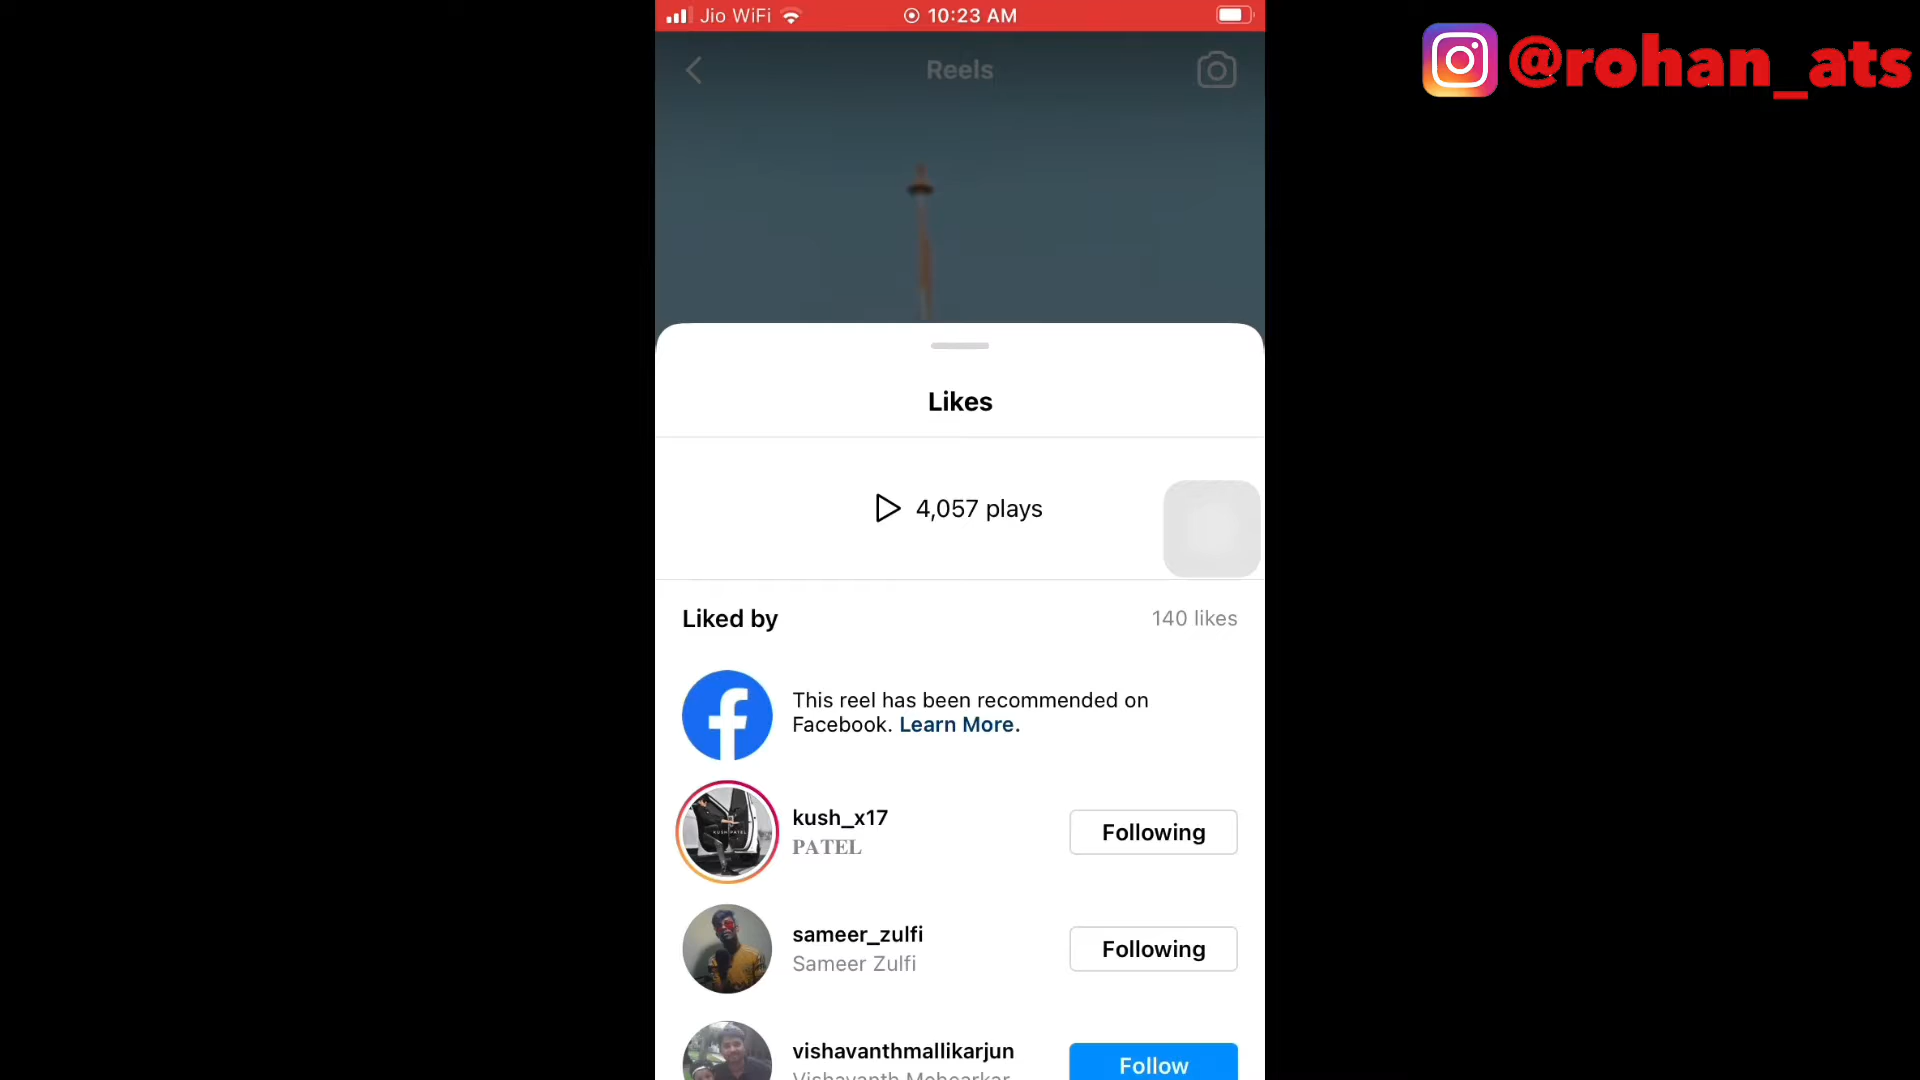 Jio WiFi 10:23 AM
@rohan_ats
Reels
Likes
4,057 plays
Liked by 140 likes
This reel has been recommended on
Facebook. Learn More.
kush_x17
𝐏𝐀𝐓𝐄𝐋
Following
sameer_zulfi
Sameer Zulfi
Following
vishavanthmallikarjun
Vishavanth
Follow